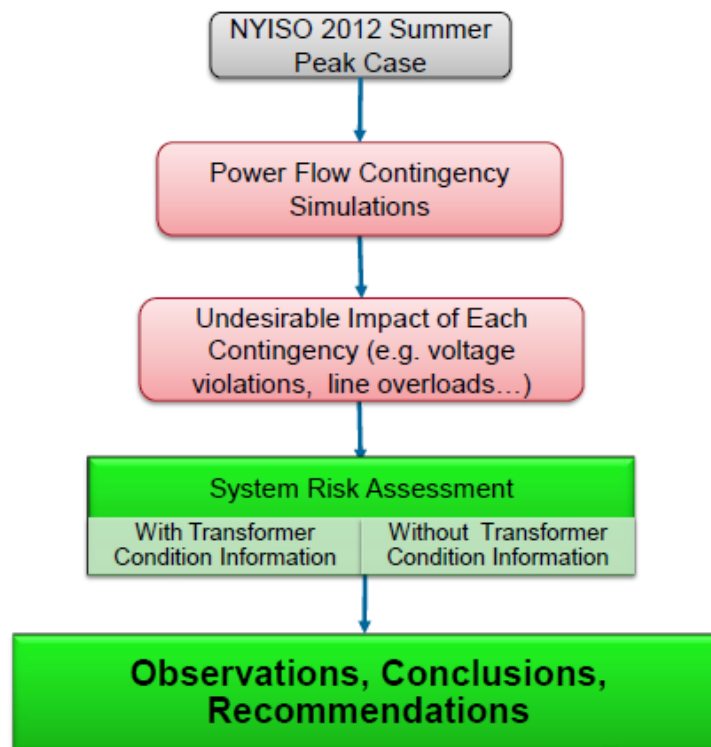 NYISO 2012 Summer
Peak Case
Power Flow Contingency
Simulations
Undesirable Impact of Each
Contingency (e.g. voltage
violations, line overloads...)
System Risk Assessment
With Transformer
Condition Information
Without Transformer
Condition Information
Observations, Conclusions,
Recommendations